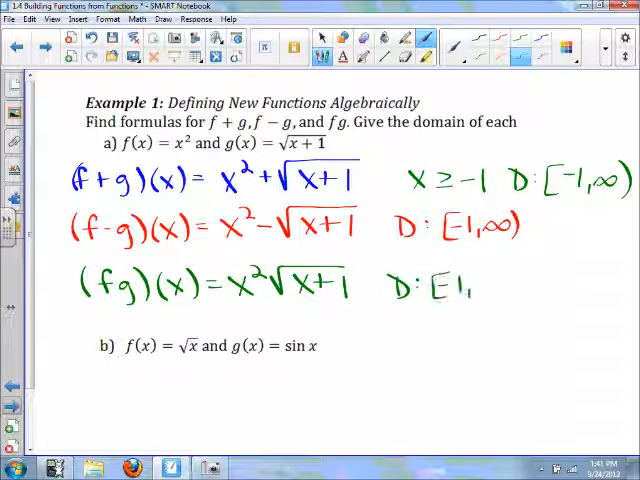 1.4 Building Functions from Functions * - SMART Notebook
File Edit View Insert Format Draw Response Help
Example 1: Defining New Functions Algebraically
Find formulas for f + g, f − g, and fg. Give the domain of each
a) f(x) = x² and g(x) = √(x + 1)
(f+g)(x) = x² + √(x+1) x ≥ -1 D: [-1,∞)
(f-g)(x) = x² - √(x+1) D: [-1,∞)
(fg)(x) = x²√(x+1) D: [-1,
b) f(x) = √x and g(x) = sin x
1:41 PM
9/24/2012